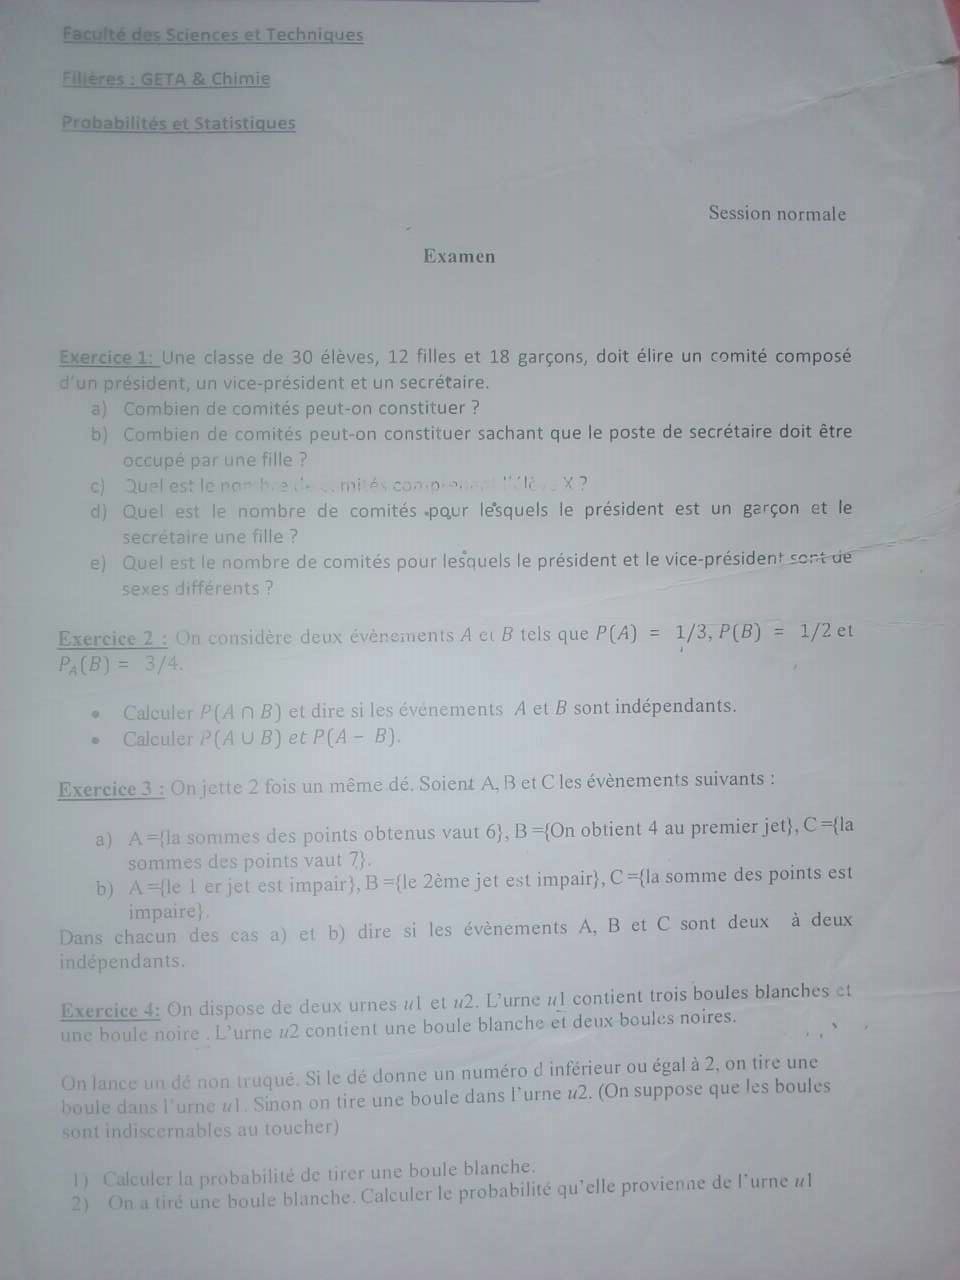 Faculté des Sciences et Techniques
Filières : GETA & Chimie
Probabilités et Statistiques
Session normale
Examen
Exercice 1: Une classe de 30 élèves, 12 filles et 18 garçons, doit élire un comité composé
d'un président, un vice-président et un secrétaire.
a) Combien de comités peut-on constituer ?
b) Combien de comités peut-on constituer sachant que le poste de secrétaire doit être
occupé par une fille ?
c) Quel est le nombre de comités comprenant l'élève X ?
d) Quel est le nombre de comités pour lesquels le président est un garçon et le
secrétaire une fille ?
e) Quel est le nombre de comités pour lesquels le président et le vice-président sont de
sexes différents ?
Exercice 2 : On considère deux évènements A et B tels que P(A) = 1/3, P(B) = 1/2 et
P_A(B) = 3/4.
• Calculer P(A ∩ B) et dire si les événements A et B sont indépendants.
• Calculer P(A ∪ B) et P(A − B).
Exercice 3 : On jette 2 fois un même dé. Soient A, B et C les évènements suivants :
a) A={la sommes des points obtenus vaut 6}, B={On obtient 4 au premier jet}, C={la
sommes des points vaut 7}.
b) A={le 1 er jet est impair}, B={le 2ème jet est impair}, C={la somme des points est
impaire}.
Dans chacun des cas a) et b) dire si les évènements A, B et C sont deux à deux
indépendants.
Exercice 4: On dispose de deux urnes u1 et u2. L'urne u1 contient trois boules blanches et
une boule noire . L'urne u2 contient une boule blanche et deux boules noires.
On lance un dé non truqué. Si le dé donne un numéro d inférieur ou égal à 2, on tire une
boule dans l'urne u1. Sinon on tire une boule dans l'urne u2. (On suppose que les boules
sont indiscernables au toucher)
1) Calculer la probabilité de tirer une boule blanche.
2) On a tiré une boule blanche. Calculer le probabilité qu'elle provienne de l'urne u1